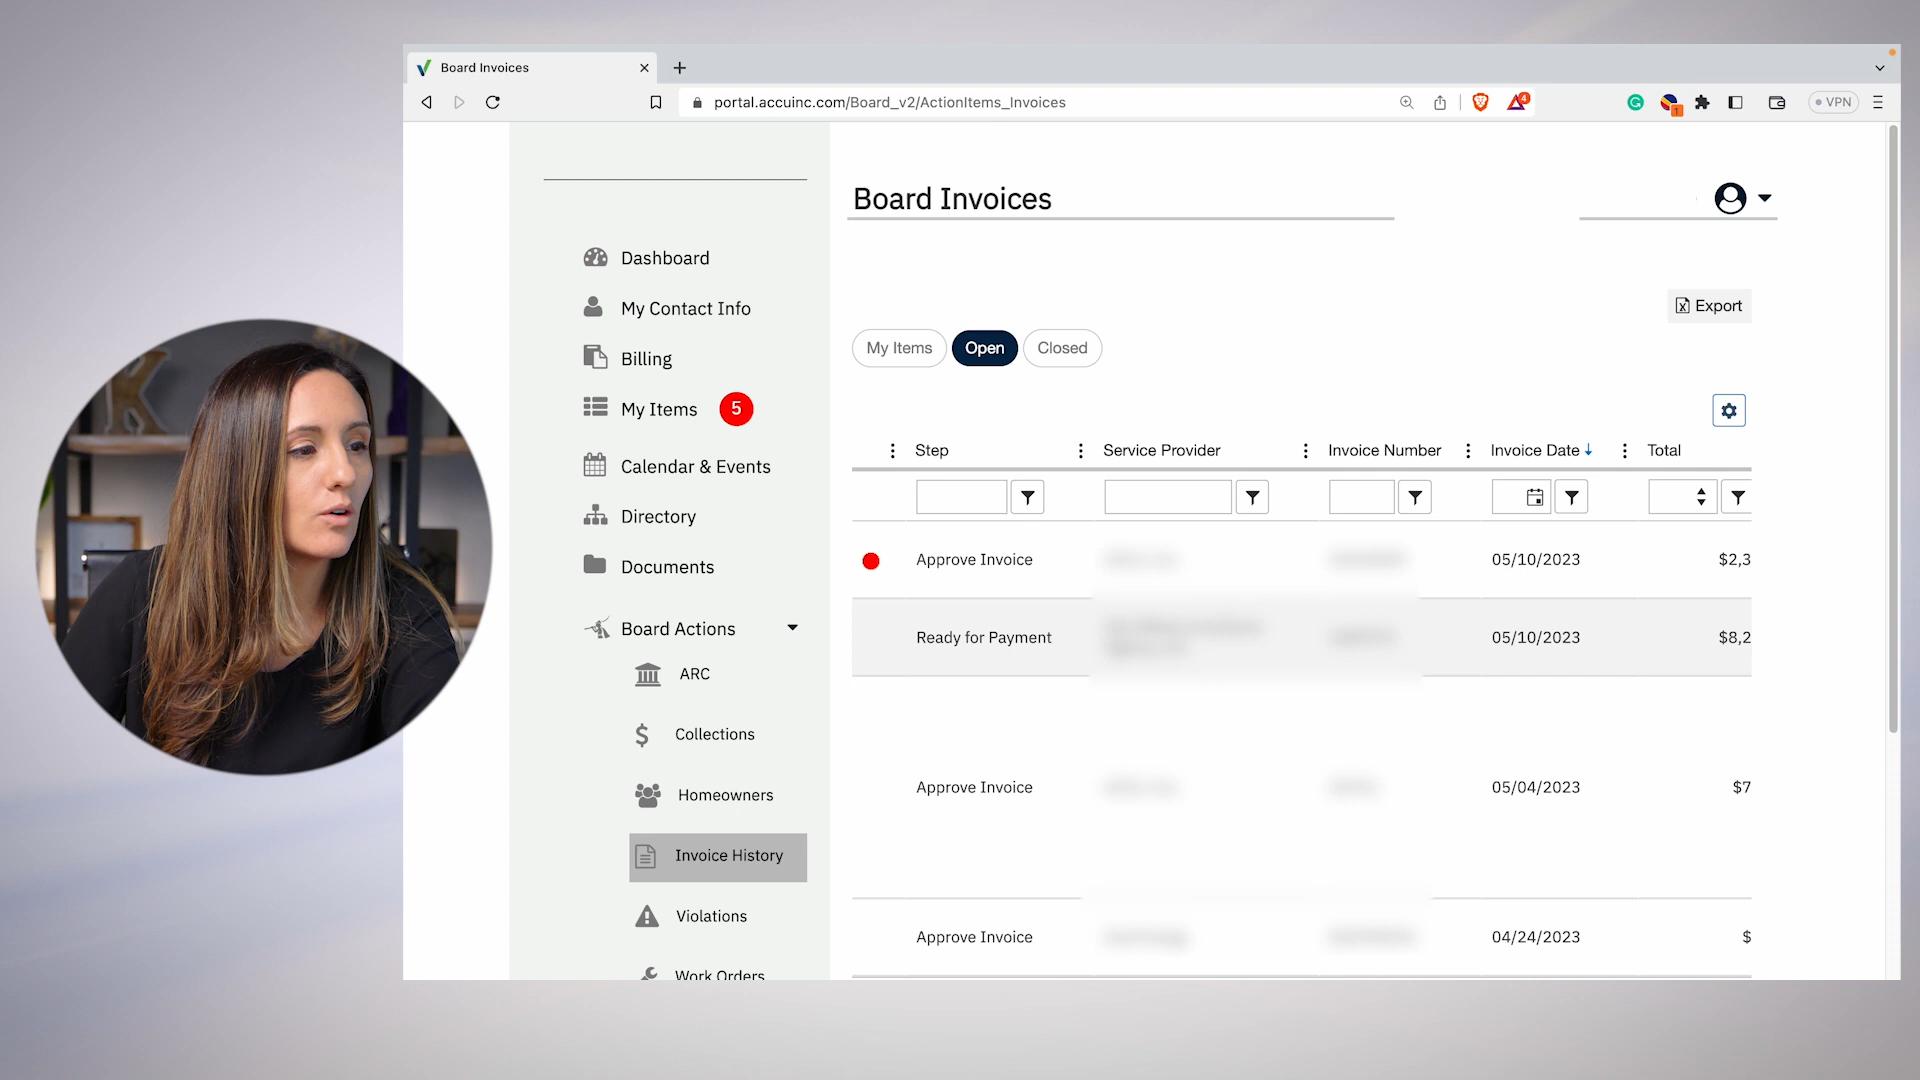 Board Invoices
portal.accuinc.com/Board_v2/ActionItems_Invoices
4
1
VPN
Board Invoices
Export
My Items
Open
Closed
Dashboard
My Contact Info
Billing
My Items 5
Calendar & Events
Directory
Documents
Board Actions
ARC
Collections
Homeowners
Invoice History
Violations
Work Orders
Step Service Provider Invoice Number Invoice Date Total
Approve Invoice 05/10/2023 $2,3
Ready for Payment 05/10/2023 $8,2
Approve Invoice 05/04/2023 $7
Approve Invoice 04/24/2023 $